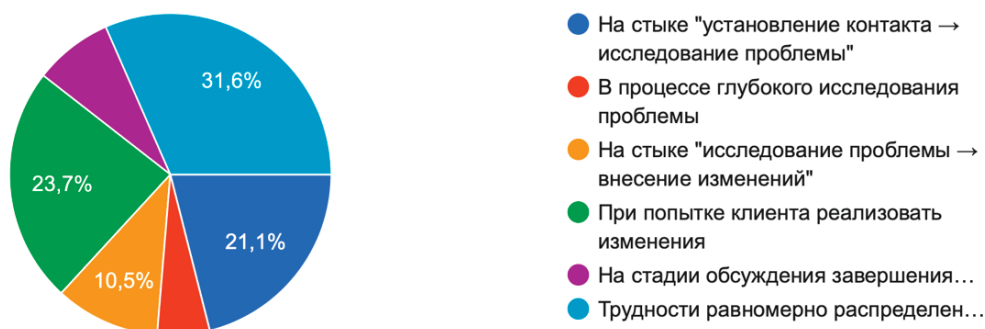 31,6%
23,7%
21,1%
10,5%
На стыке "установление контакта →
исследование проблемы"
В процессе глубокого исследования
проблемы
На стыке "исследование проблемы →
внесение изменений"
При попытке клиента реализовать
изменения
На стадии обсуждения завершения…
Трудности равномерно распределен…